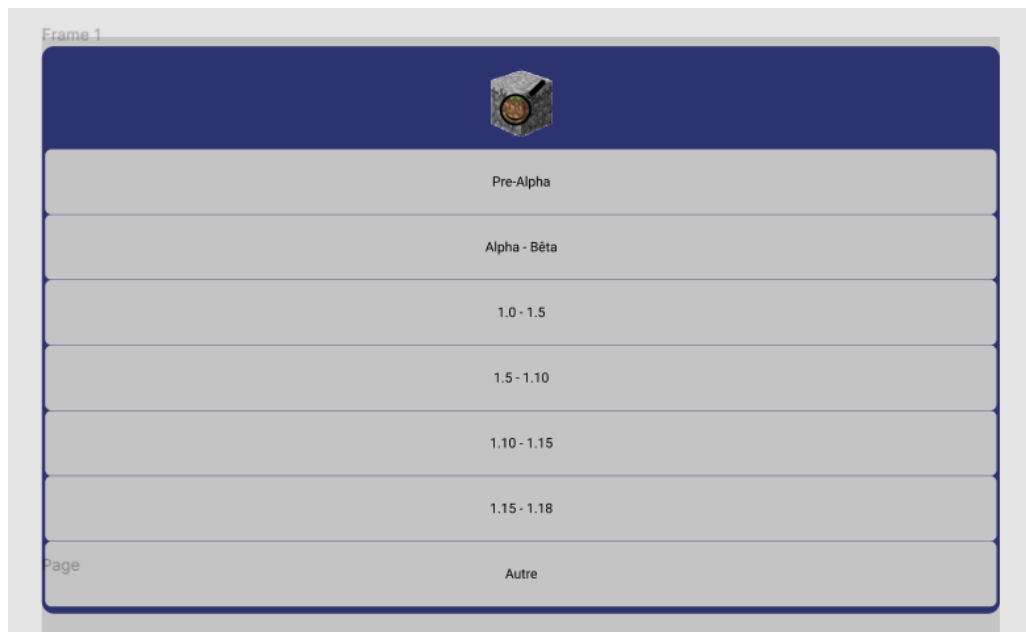 Frame 1
Pre-Alpha
Alpha - Bêta
1.0 - 1.5
1.5 - 1.10
1.10 - 1.15
1.15 - 1.18
Page
Autre